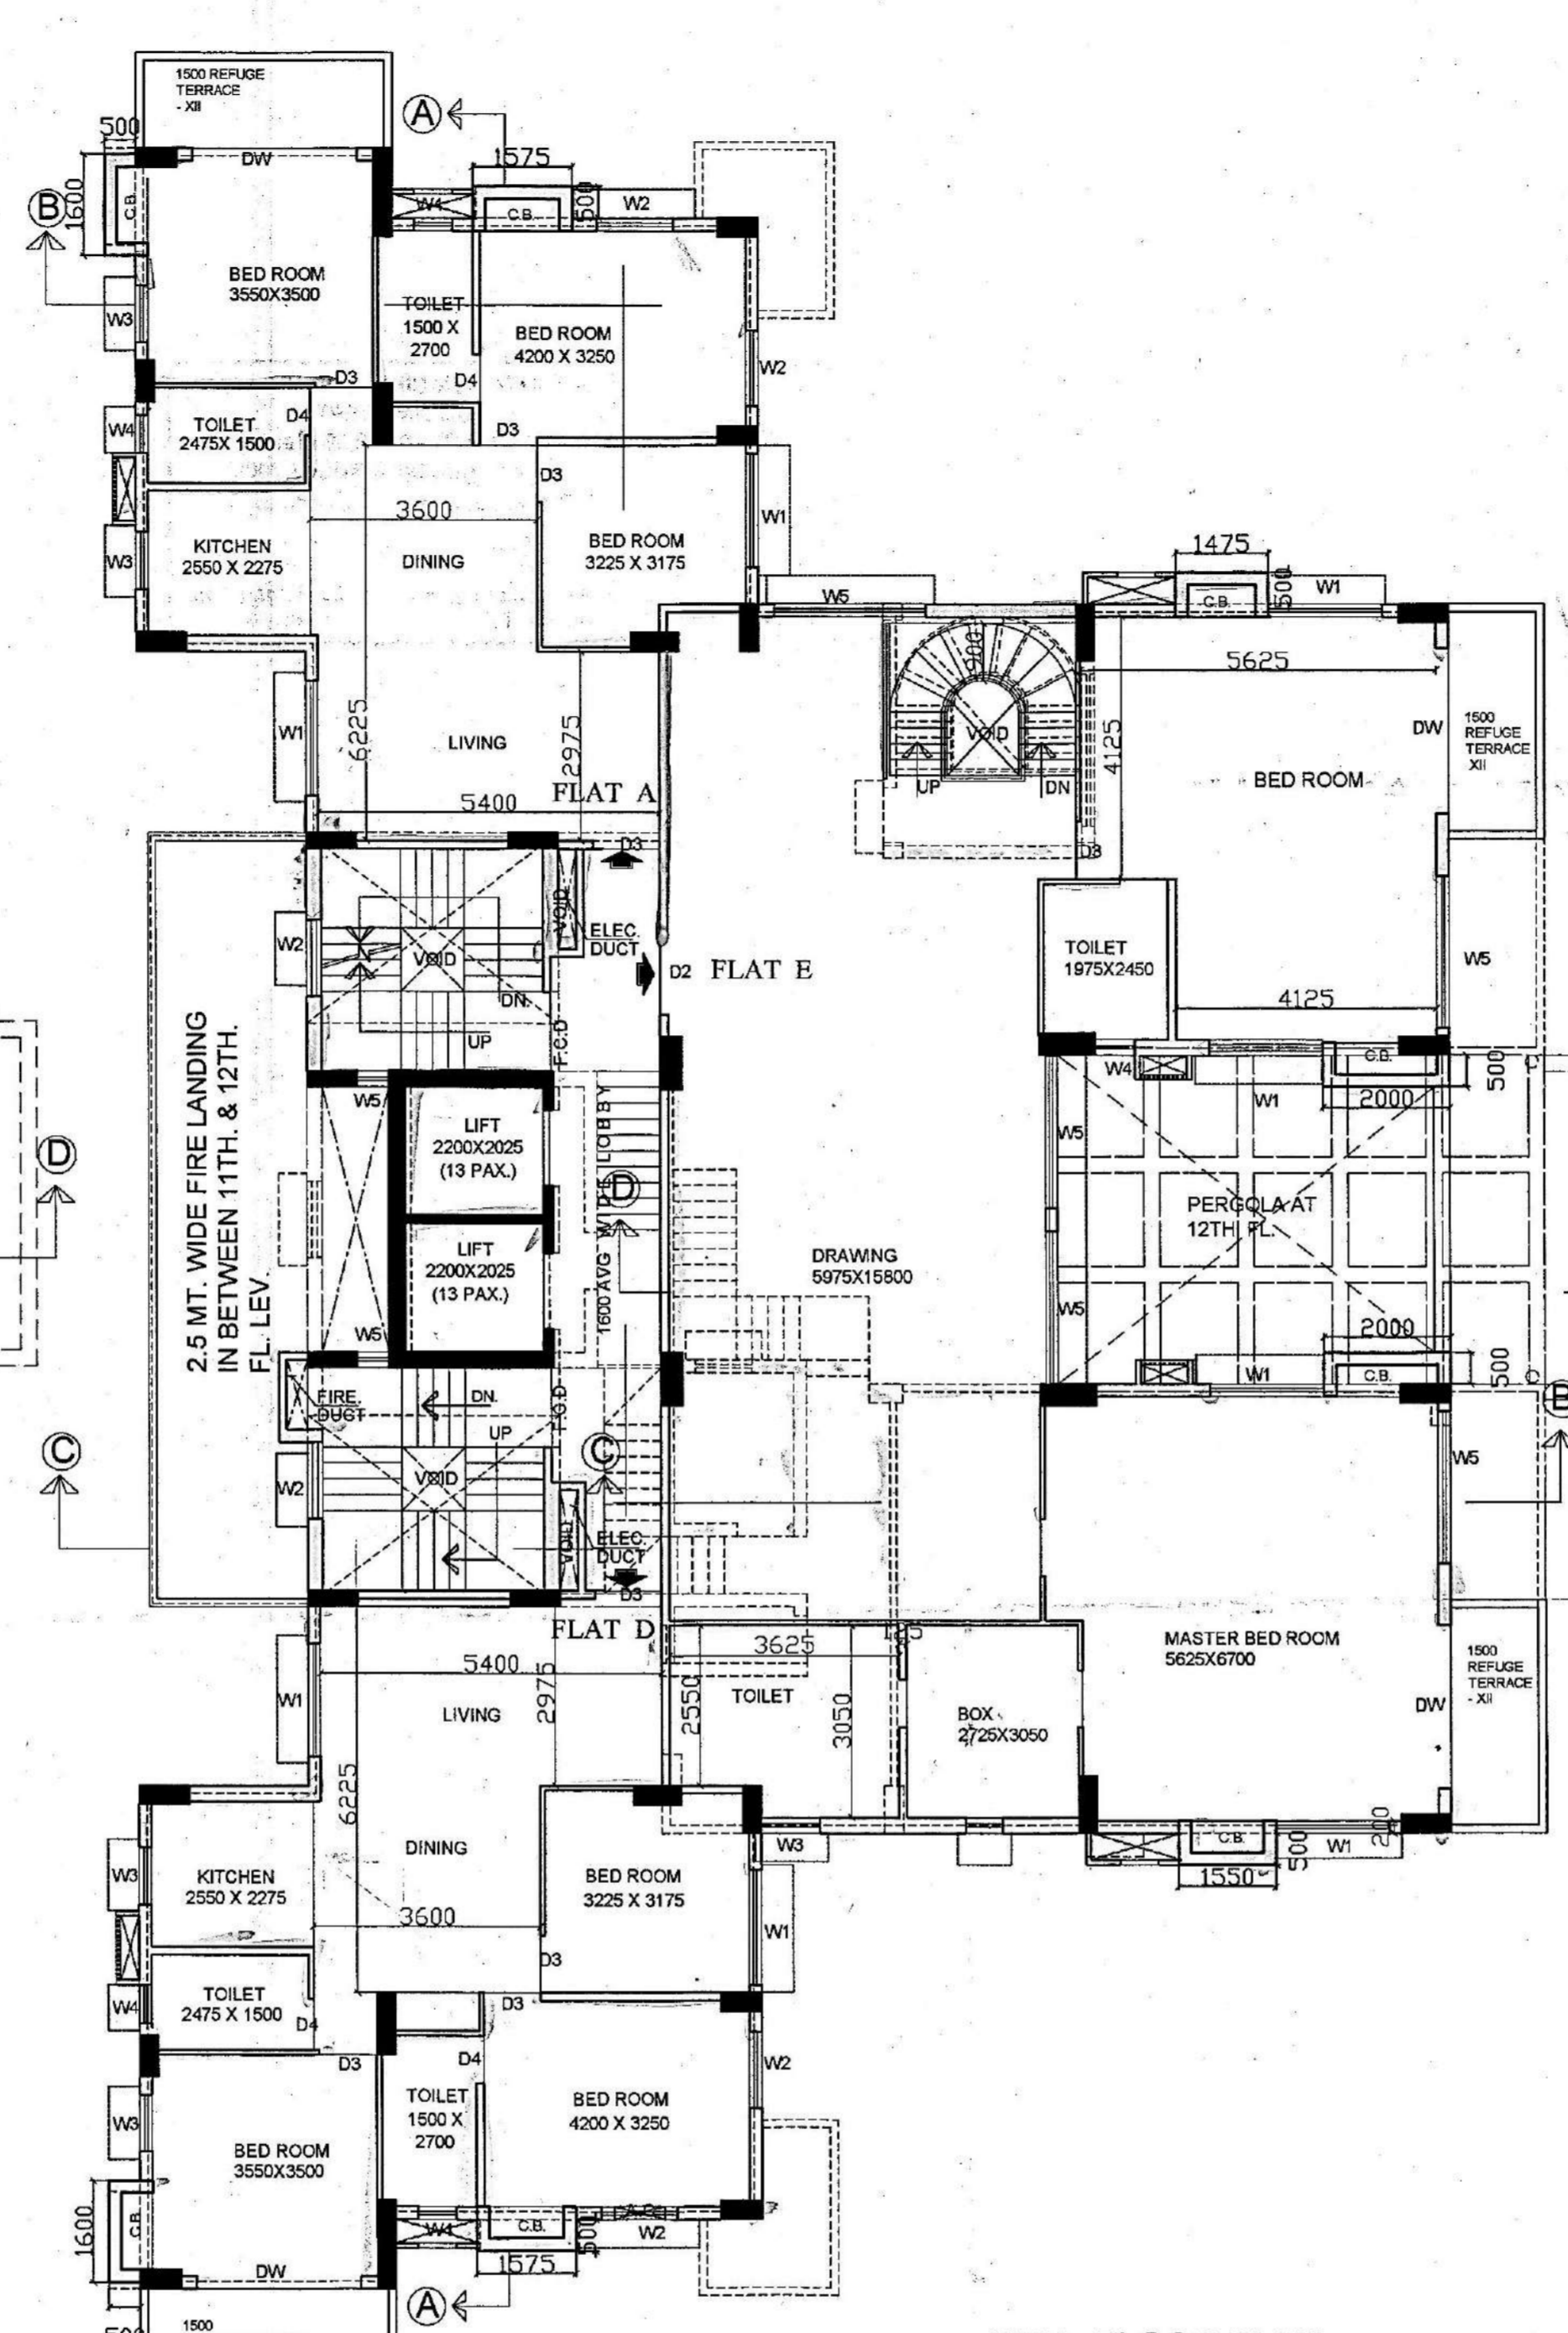 1500 REFUGE
TERRACE
- XII
500
A
1575
DW
1600
C.B.
B
W4
C.B.
500
W2
BED ROOM
3550X3500
W3
TOILET
1500 X
2700
BED ROOM
4200 X 3250
W2
D3
D4
TOILET
2475X 1500
D4
W4
D3
D3
3600
W1
KITCHEN
2550 X 2275
W3
DINING
BED ROOM
3225 X 3175
1475
W5
C.B.
500
W1
900
5625
W1
6225
LIVING
2975
VOID
4125
DW
1500
REFUGE
TERRACE
XII
5400
FLAT A
UP
DN
BED ROOM
D3
D3
VOID
ELEC.
DUCT
W2
VOID
DN.
UP
F.C.D
D2 FLAT E
TOILET
1975X2450
W5
4125
2.5 MT. WIDE FIRE LANDING
IN BETWEEN 11TH. & 12TH.
FL. LEV.
W5
LIFT
2200X2025
(13 PAX.)
1600 AVG WIDE LOBBY
W4
C.B.
500
W1
2000
W5
D
D
LIFT
2200X2025
(13 PAX.)
PERGOLA AT
12TH. FL.
DRAWING
5975X15800
W5
W5
2000
500
W1
C.B.
FIRE
DUCT
DN.
UP
C
C
B
W2
VOID
VOID
ELEC
DUCT
W5
D3
FLAT D
3625
5400
2975
2550
TOILET
3050
MASTER BED ROOM
5625X6700
1500
REFUGE
TERRACE
- XII
W1
LIVING
BOX
2725X3050
DW
6225
DINING
W3
C.B.
500
W1
200
1550
KITCHEN
2550 X 2275
W3
BED ROOM
3225 X 3175
3600
W1
D3
TOILET
2475 X 1500
W4
D4
D3
D3
D4
W2
TOILET
1500 X
2700
BED ROOM
4200 X 3250
W3
BED ROOM
3550X3500
1600
C.B.
W4
C.B.
500
W2
DW
1575
A
1500